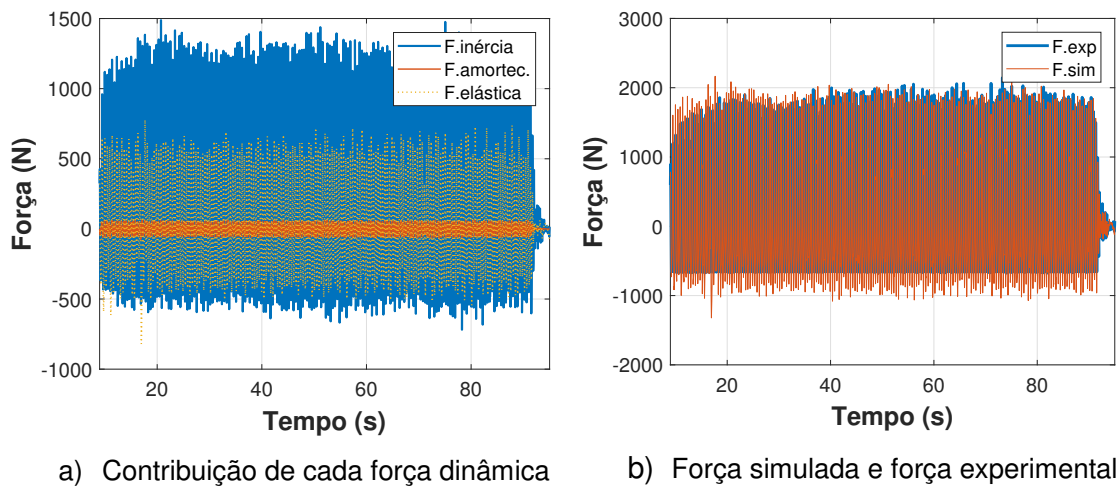 1500
1000
500
0
-500
-1000
20
40
60
80
Força (N)
Tempo (s)
F.inércia
F.amortec.
F.elástica
a) Contribuição de cada força dinâmica
3000
2000
1000
0
-1000
-2000
20
40
60
80
Força (N)
Tempo (s)
F.exp
F.sim
b) Força simulada e força experimental